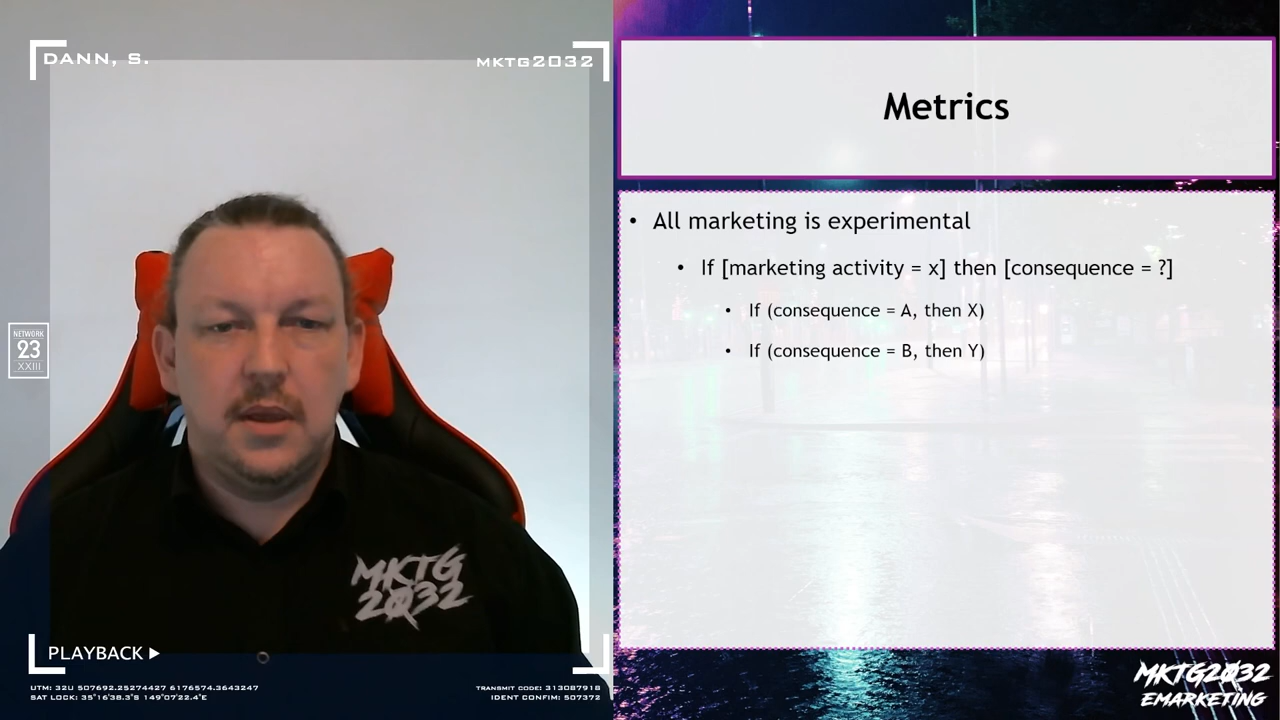 DANN, S.
MKTG2032
NETWORK
23
XXIII
MKTG
2032
PLAYBACK
UTM: 32U 507692.25274427 6176574.3643247
SAT LOCK: 35°16'38.3"S 149°07'22.4"E
TRANSMIT CODE: 313087918
IDENT CONFIM: 507372
Metrics
• All marketing is experimental
• If [marketing activity = x] then [consequence = ?]
• If (consequence = A, then X)
• If (consequence = B, then Y)
MKTG2032
EMARKETING